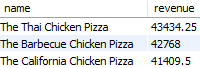 name revenue
The Thai Chicken Pizza 43434.25
The Barbecue Chicken Pizza 42768
The California Chicken Pizza 41409.5